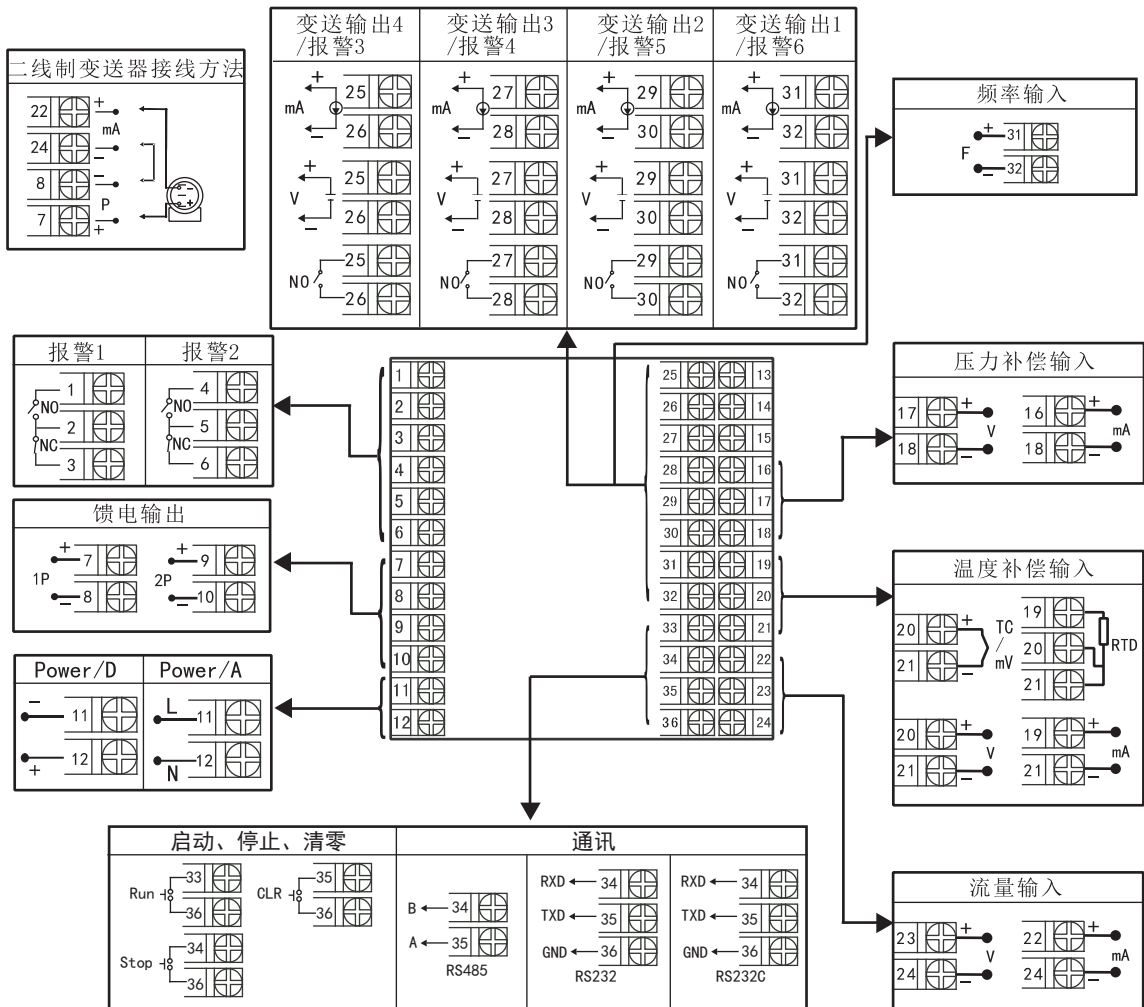 二线制变送器接线方法
22 + mA
24 −
8 − P
7 +
变送输出4 /报警3
变送输出3 /报警4
变送输出2 /报警5
变送输出1 /报警6
+ mA − 25 26
+ mA − 27 28
+ mA − 29 30
+ mA − 31 32
+ V − 25 26
+ V − 27 28
+ V − 29 30
+ V − 31 32
NO 25 26
NO 27 28
NO 29 30
NO 31 32
频率输入
F + 31
− 32
报警1
1
NO
2
NC
3
报警2
4
NO
5
NC
6
馈电输出
1P + 7
− 8
2P + 9
− 10
Power/D
− 11
+ 12
Power/A
L 11
N 12
1
2
3
4
5
6
7
8
9
10
11
12
25 13
26 14
27 15
28 16
29 17
30 18
31 19
32 20
33 21
34 22
35 23
36 24
压力补偿输入
17 + V
18 −
16 + mA
18 −
温度补偿输入
20 + TC / mV
21 −
19
20 RTD
21
20 + V
21 −
19 + mA
21 −
启动、停止、清零
Run 33 36
CLR 35 36
Stop 34 36
通讯
B 34
A 35
RS485
RXD 34
TXD 35
GND 36
RS232
RXD 34
TXD 35
GND 36
RS232C
流量输入
23 + V
24 −
22 + mA
24 −